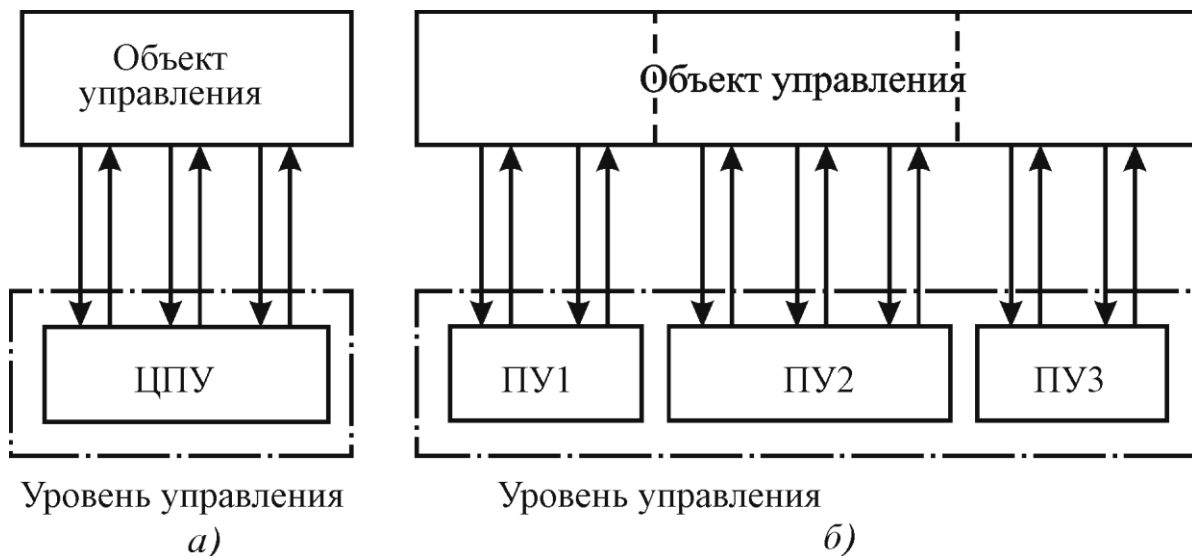 Объект
управления
Объект управления
ЦПУ
ПУ1
ПУ2
ПУ3
Уровень управления
Уровень управления
а)
б)